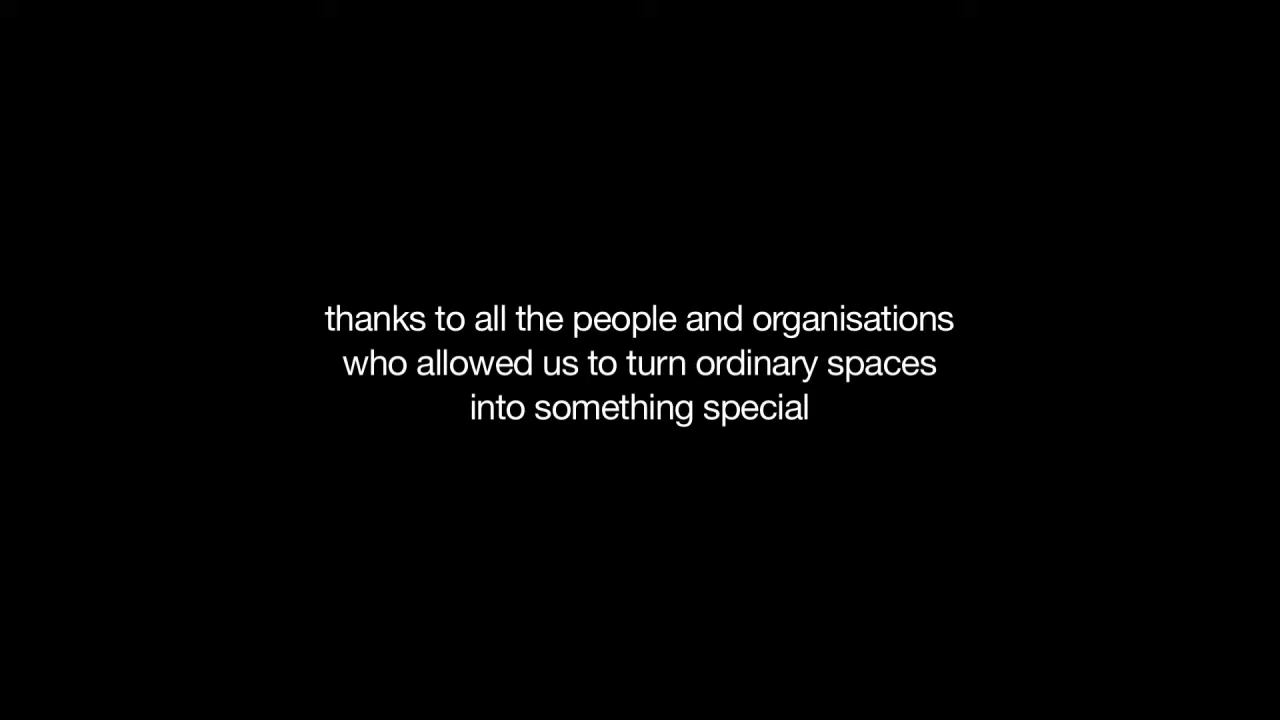 thanks to all the people and organisations
who allowed us to turn ordinary spaces
into something special